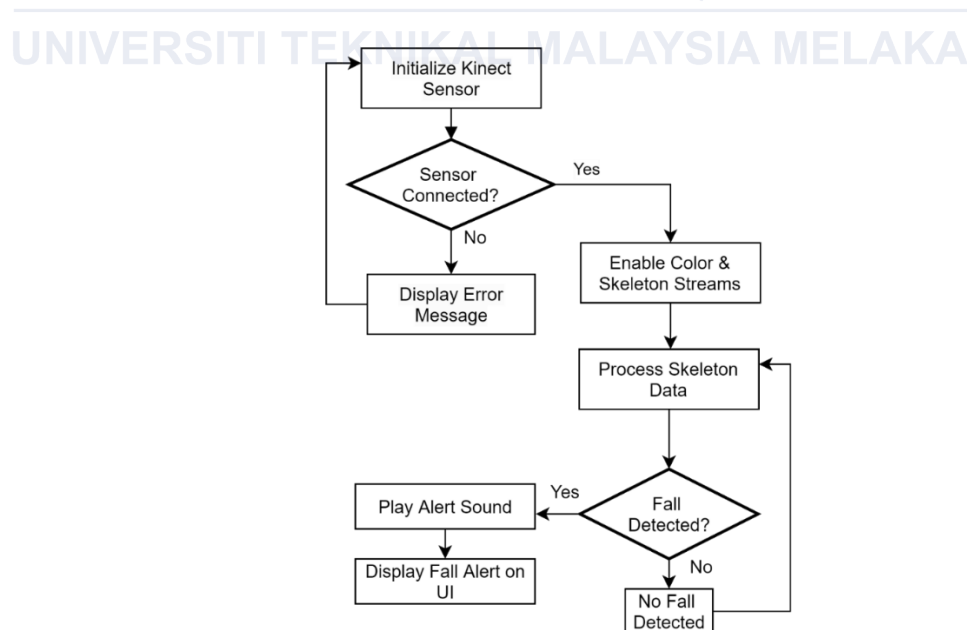 UNIVERSITI TEKNIKAL MALAYSIA MELAKA
Initialize Kinect
Sensor
Sensor
Connected?
Yes
No
Display Error
Message
Enable Color &
Skeleton Streams
Process Skeleton
Data
Fall
Detected?
Yes
Play Alert Sound
Display Fall Alert on
UI
No
No Fall
Detected